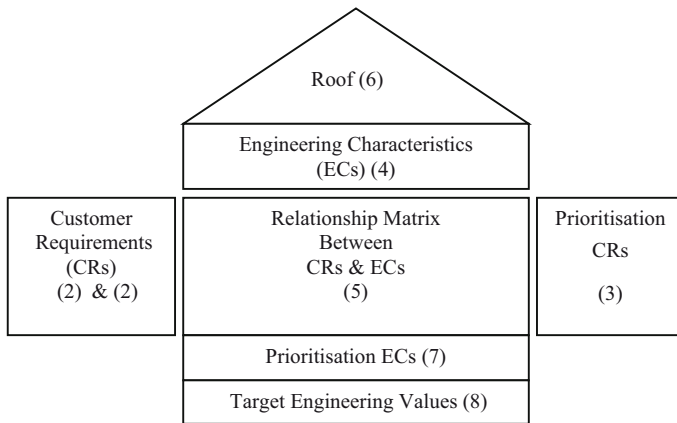 Roof (6)
Engineering Characteristics
(ECs) (4)
Customer
Requirements
(CRs)
(2) & (2)
Relationship Matrix
Between
CRs & ECs
(5)
Prioritisation
CRs
(3)
Prioritisation ECs (7)
Target Engineering Values (8)